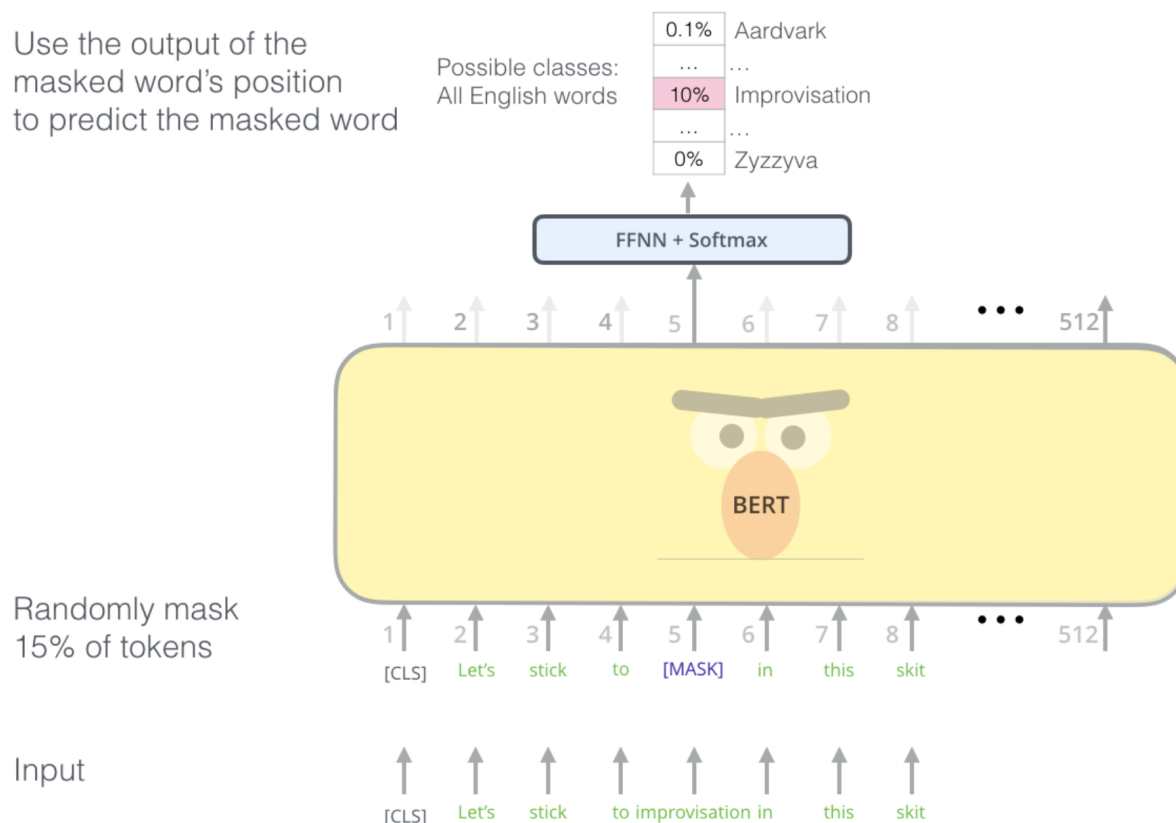 Use the output of the
masked word's position
to predict the masked word
Possible classes:
All English words
0.1% Aardvark
... ...
10% Improvisation
... ...
0% Zyzzyva
FFNN + Softmax
1 2 3 4 5 6 7 8 ... 512
BERT
Randomly mask
15% of tokens
1 2 3 4 5 6 7 8 ... 512
[CLS] Let's stick to [MASK] in this skit
Input
[CLS] Let's stick to improvisation in this skit